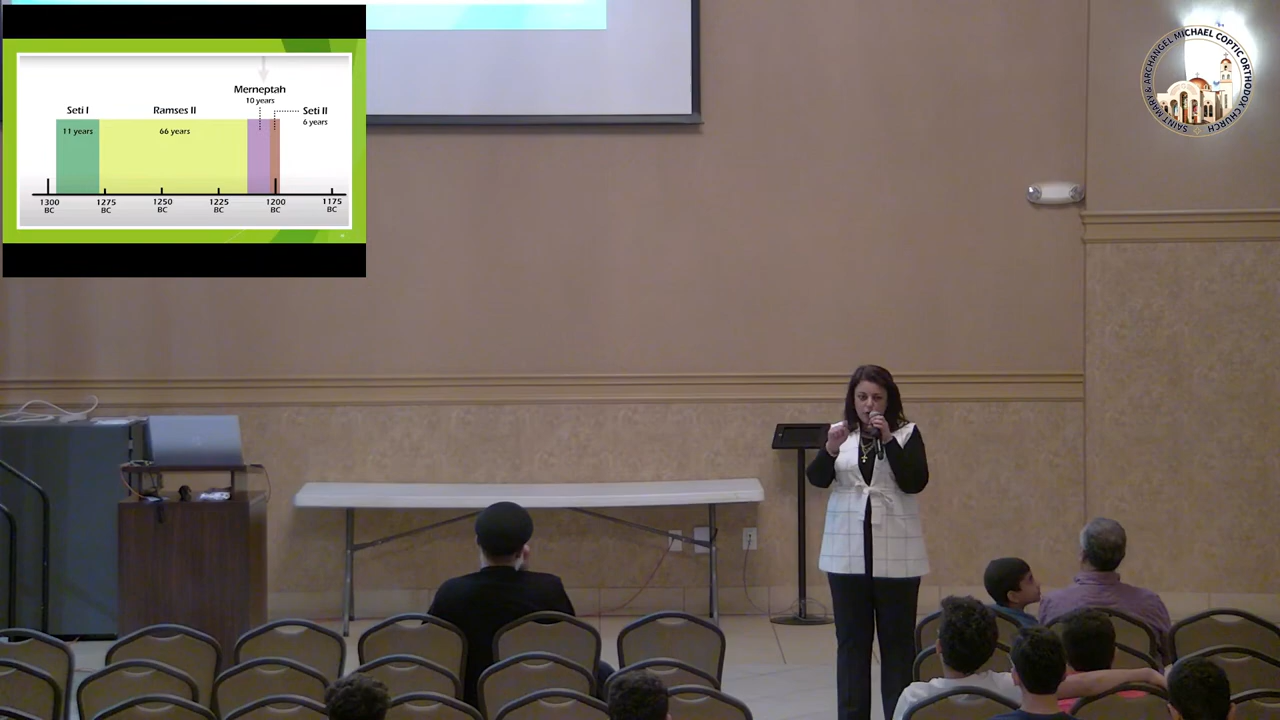 Merneptah
10 years
Seti I
Ramses II
Seti II
11 years
66 years
6 years
1300
BC
1275
BC
1250
BC
1225
BC
1200
BC
1175
BC
SAINT MARY & ARCHANGEL MICHAEL COPTIC ORTHODOX CHURCH